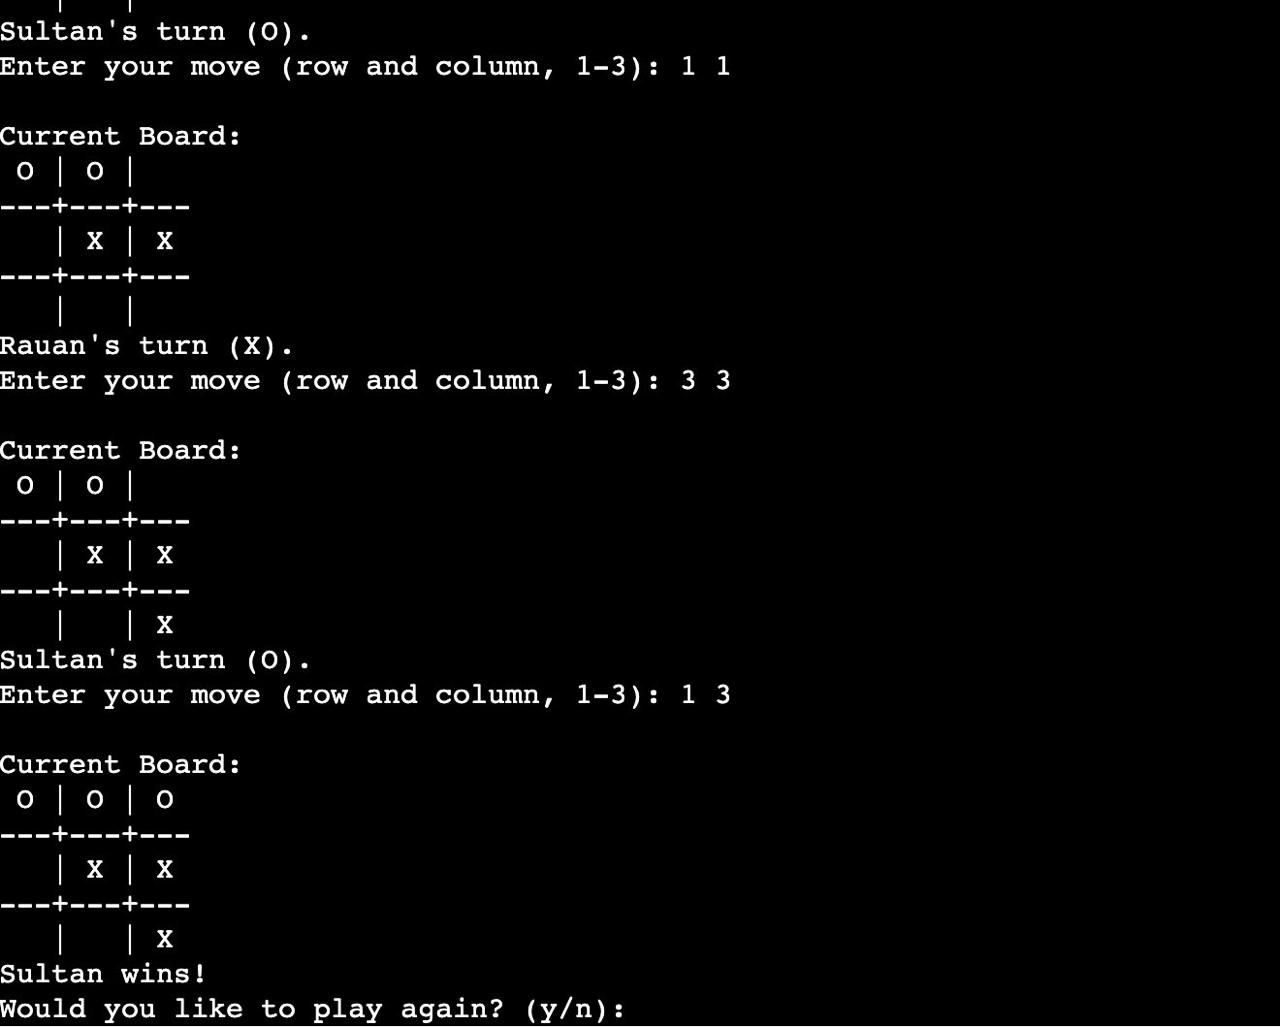 |   |
Sultan's turn (O).
Enter your move (row and column, 1-3): 1 1

Current Board:
 O | O |
---+---+---
   | X | X
---+---+---
   |   |
Rauan's turn (X).
Enter your move (row and column, 1-3): 3 3

Current Board:
 O | O |
---+---+---
   | X | X
---+---+---
   |   | X
Sultan's turn (O).
Enter your move (row and column, 1-3): 1 3

Current Board:
 O | O | O
---+---+---
   | X | X
---+---+---
   |   | X
Sultan wins!
Would you like to play again? (y/n):